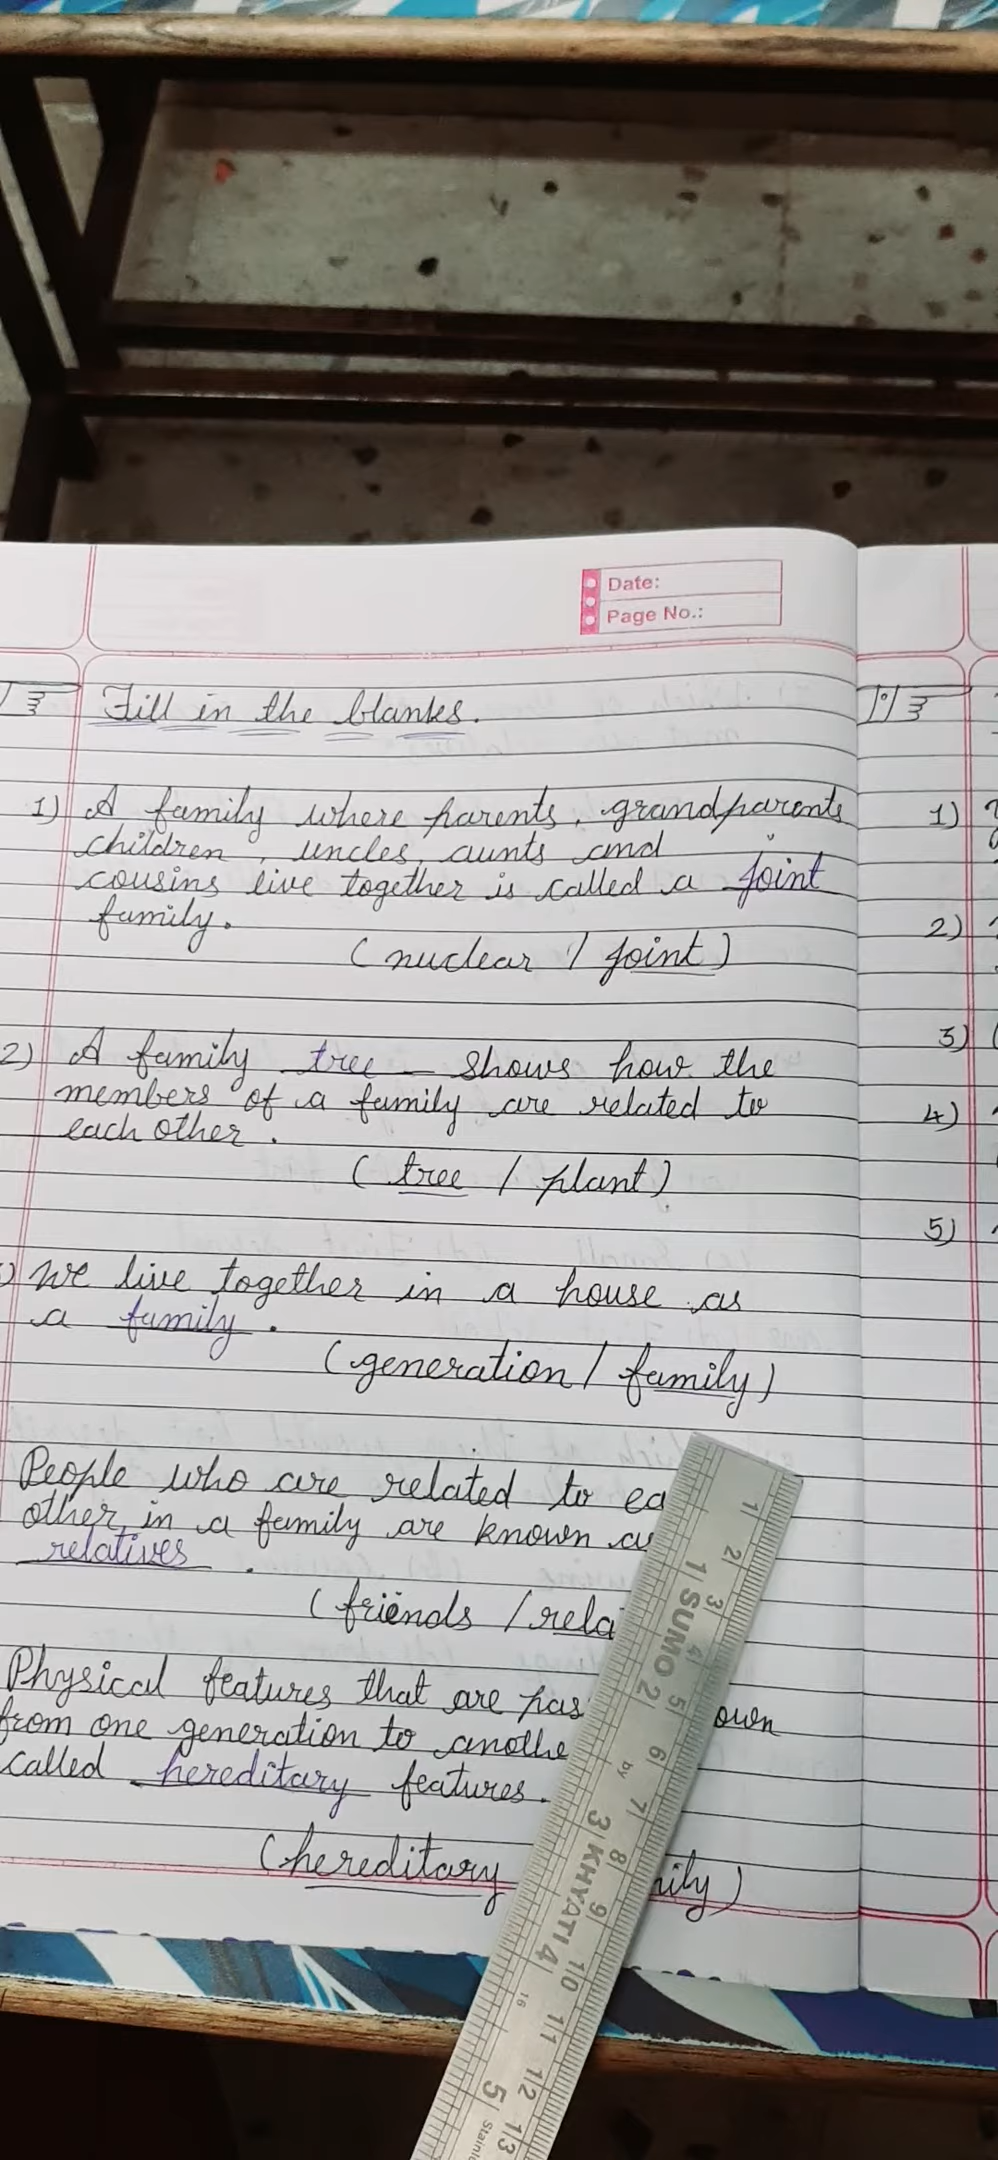 Date:
Page No.:
Fill in the blanks.
1) A family where parents, grandparents
children, uncles, aunts and
cousins live together is called a joint
family.
(nuclear / joint)
2) A family tree shows how the
members of a family are related to
each other.
(tree / plant)
) We live together in a house as
a family.
(generation / family)
People who are related to ea
other in a family are known as
relatives.
(friends / rela
Physical features that are pas own
from one generation to anothe
called hereditary features.
(hereditary ily)
1)
2)
3)
4)
5)
SUMO
by
KHYATI
1 2 3 4 5 6 7 8 9 10 11 12 13
1 2 3 4 5
16